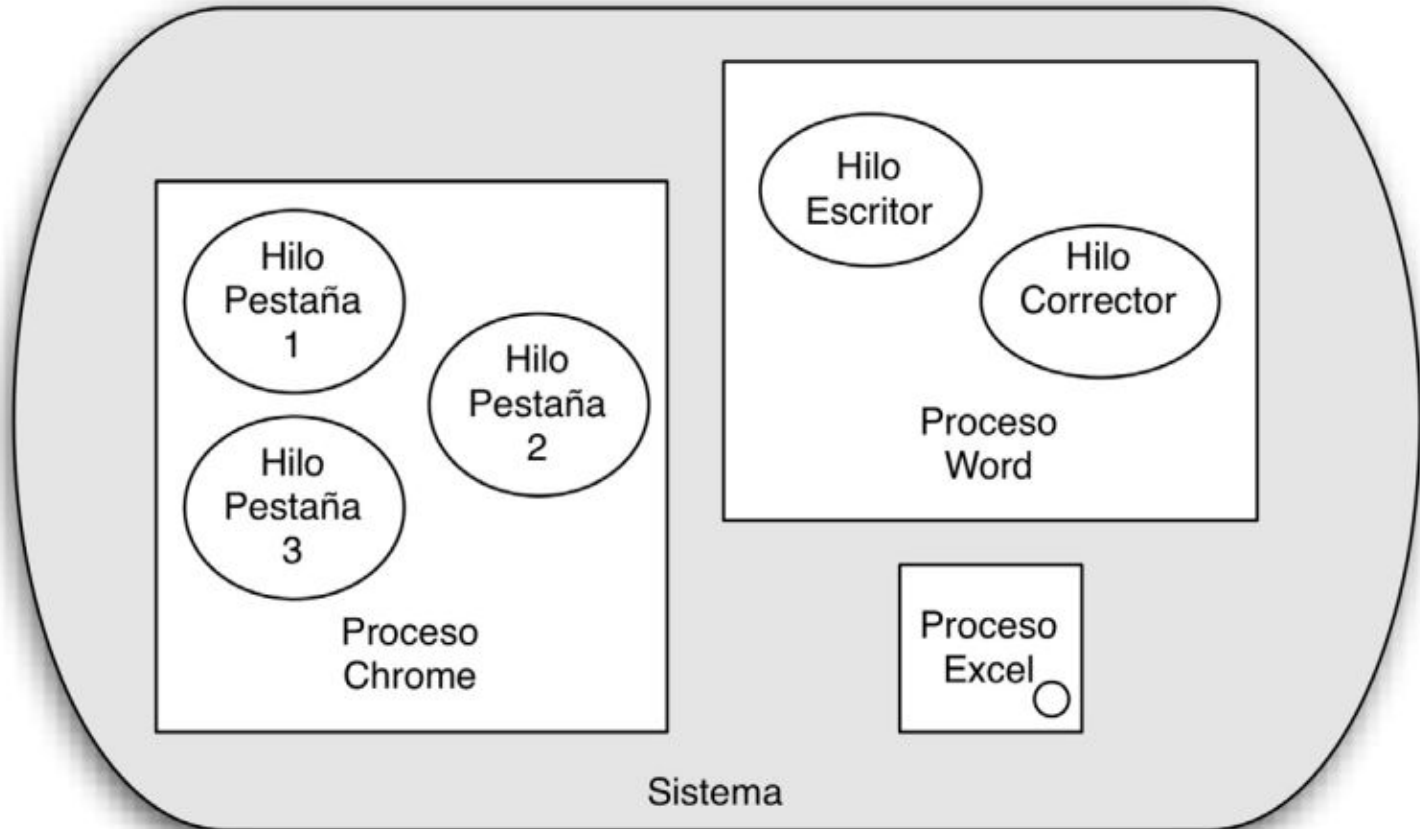 Hilo
Pestaña
1
Hilo
Pestaña
2
Hilo
Pestaña
3
Proceso
Chrome
Hilo
Escritor
Hilo
Corrector
Proceso
Word
Proceso
Excel
Sistema